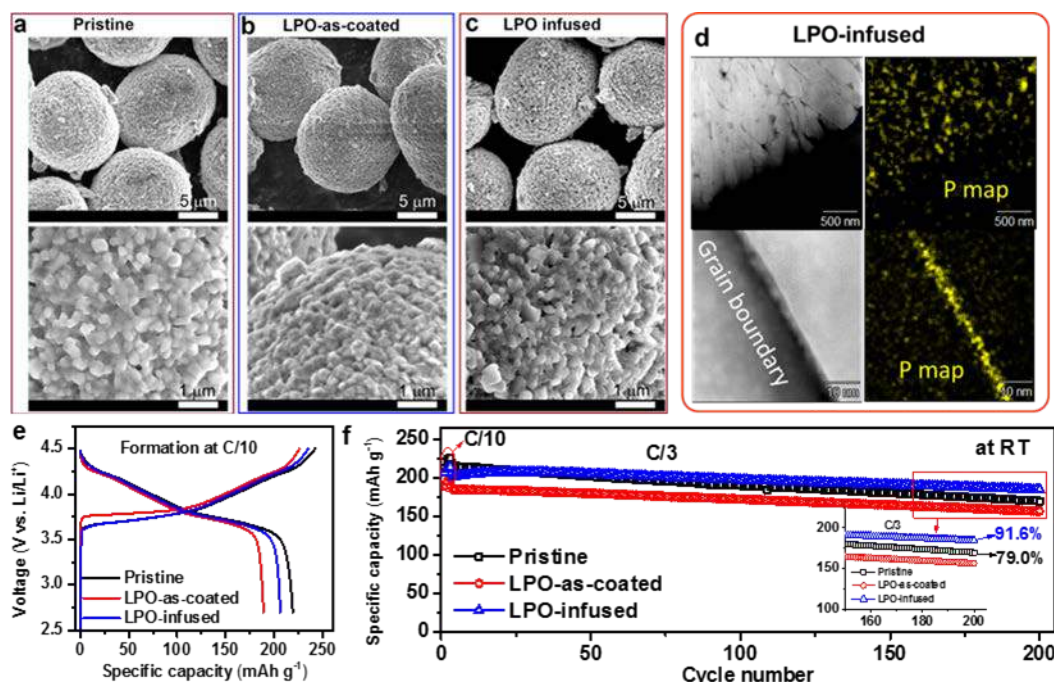 a
Pristine
b
LPO-as-coated
c
LPO infused
d
LPO-infused
5 μm
5 μm
5 μm
P map
500 nm
500 nm
1 μm
1 μm
1 μm
Grain boundary
P map
e
Formation at C/10
Voltage (V vs. Li/Li⁺)
4.5
4.0
3.5
3.0
2.5
Pristine
LPO-as-coated
LPO-infused
0 50 100 150 200 250
Specific capacity (mAh g⁻¹)
f
C/10
C/3
at RT
Specific capacity (mAh g⁻¹)
250
225
200
175
150
225
100
75
50
25
0
Pristine
LPO-as-coated
LPO-infused
C/3
200
150
100
Pristine
LPO-as-coated
LPO-infused
160 180 200
91.6%
79.0%
0 50 100 150 200
Cycle number